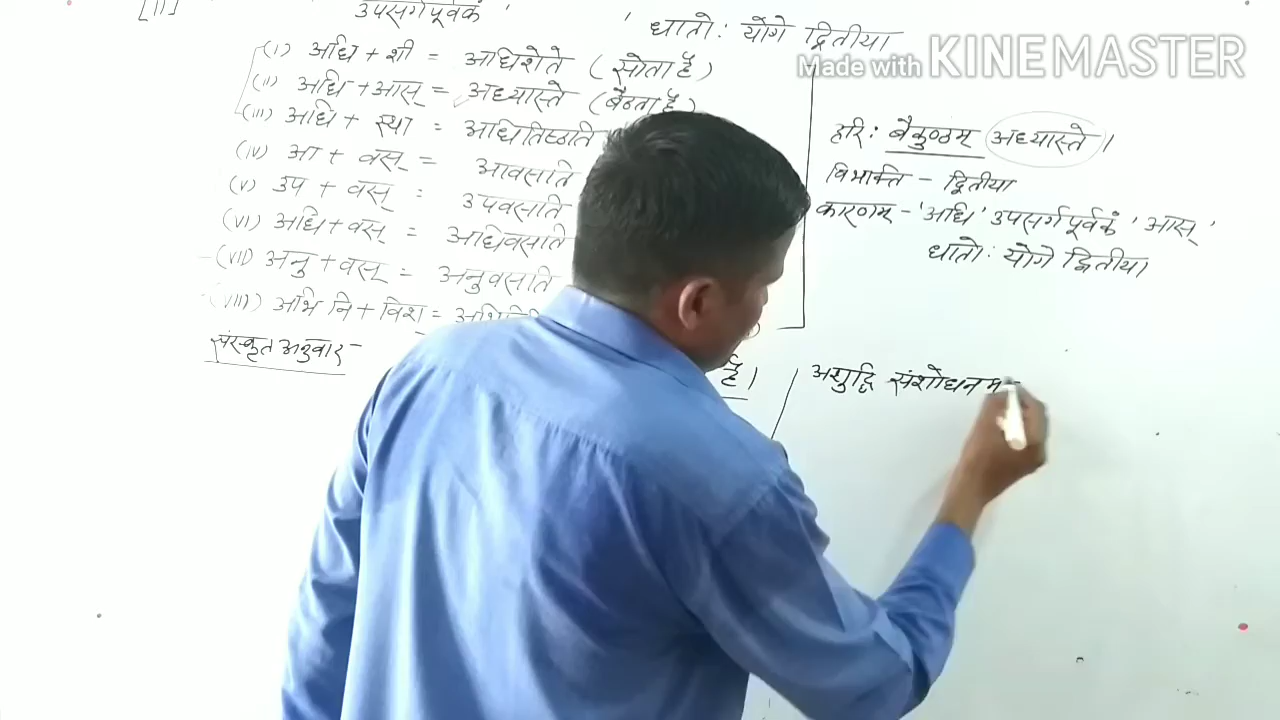 [II] उपसर्गपूर्वकं ' ' धातोः योगे द्वितीया
(i) अधि + शी = अधिशेते (सोता है)
(ii) अधि + आस् = अध्यास्ते (बैठता है)
(iii) अधि + स्था = अधितिष्ठति
(iv) आ + वस् = आवसति
(v) उप + वस् = उपवसति
(vi) अधि + वस् = अधिवसति
(vii) अनु + वस् = अनुवसति
(viii) अभि नि + विश् =
संस्कृत अनुवाद -
है।
Made with KINEMASTER
हरिः बैकुण्ठम् अध्यास्ते।
विभक्ति - द्वितीया
कारणम् - 'अधि' उपसर्गपूर्वकं 'आस्'
धातोः योगे द्वितीया
अशुद्धि संशोधनम -